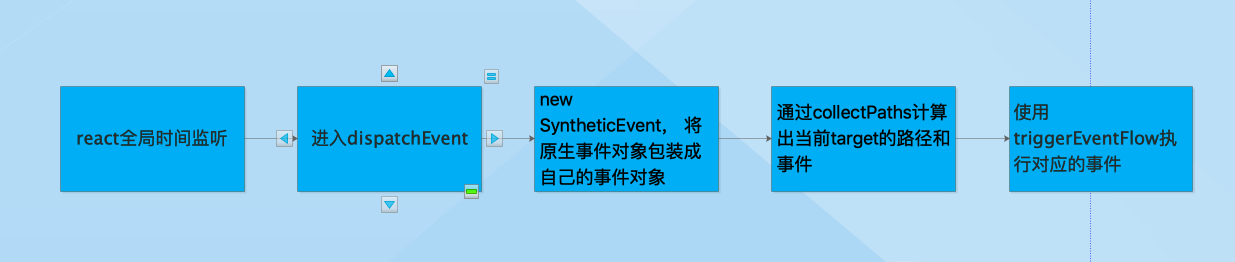 react全局时间监听
进入dispatchEvent
new
SyntheticEvent， 将
原生事件对象包装成
自己的事件对象
通过collectPaths计算
出当前target的路径和
事件
使用
triggerEventFlow执
行对应的事件